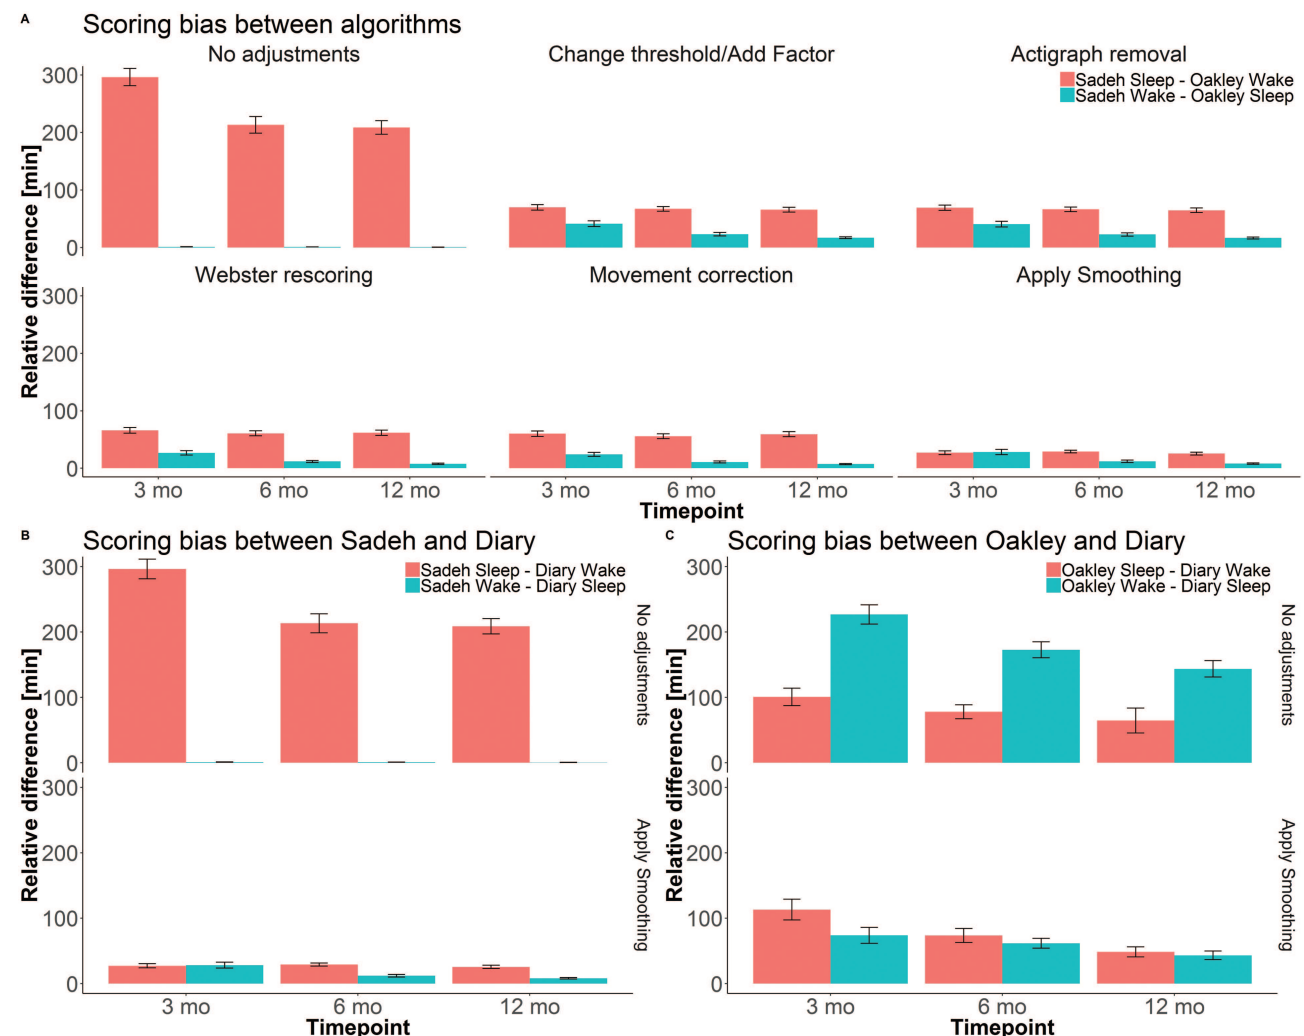 A
Scoring bias between algorithms
No adjustments
Change threshold/Add Factor
Actigraph removal
Sadeh Sleep - Oakley Wake
Sadeh Wake - Oakley Sleep
Relative difference [min]
300
200
100
0
Webster rescoring
Movement correction
Apply Smoothing
Relative difference [min]
300
200
100
0
3 mo 6 mo 12 mo 3 mo 6 mo 12 mo 3 mo 6 mo 12 mo
Timepoint
B
Scoring bias between Sadeh and Diary
Sadeh Sleep - Diary Wake
Sadeh Wake - Diary Sleep
Relative difference [min]
300
200
100
0
No adjustments
Relative difference [min]
300
200
100
0
Apply Smoothing
3 mo 6 mo 12 mo
Timepoint
C
Scoring bias between Oakley and Diary
Oakley Sleep - Diary Wake
Oakley Wake - Diary Sleep
Relative difference [min]
300
200
100
0
No adjustments
Relative difference [min]
300
200
100
0
Apply Smoothing
3 mo 6 mo 12 mo
Timepoint